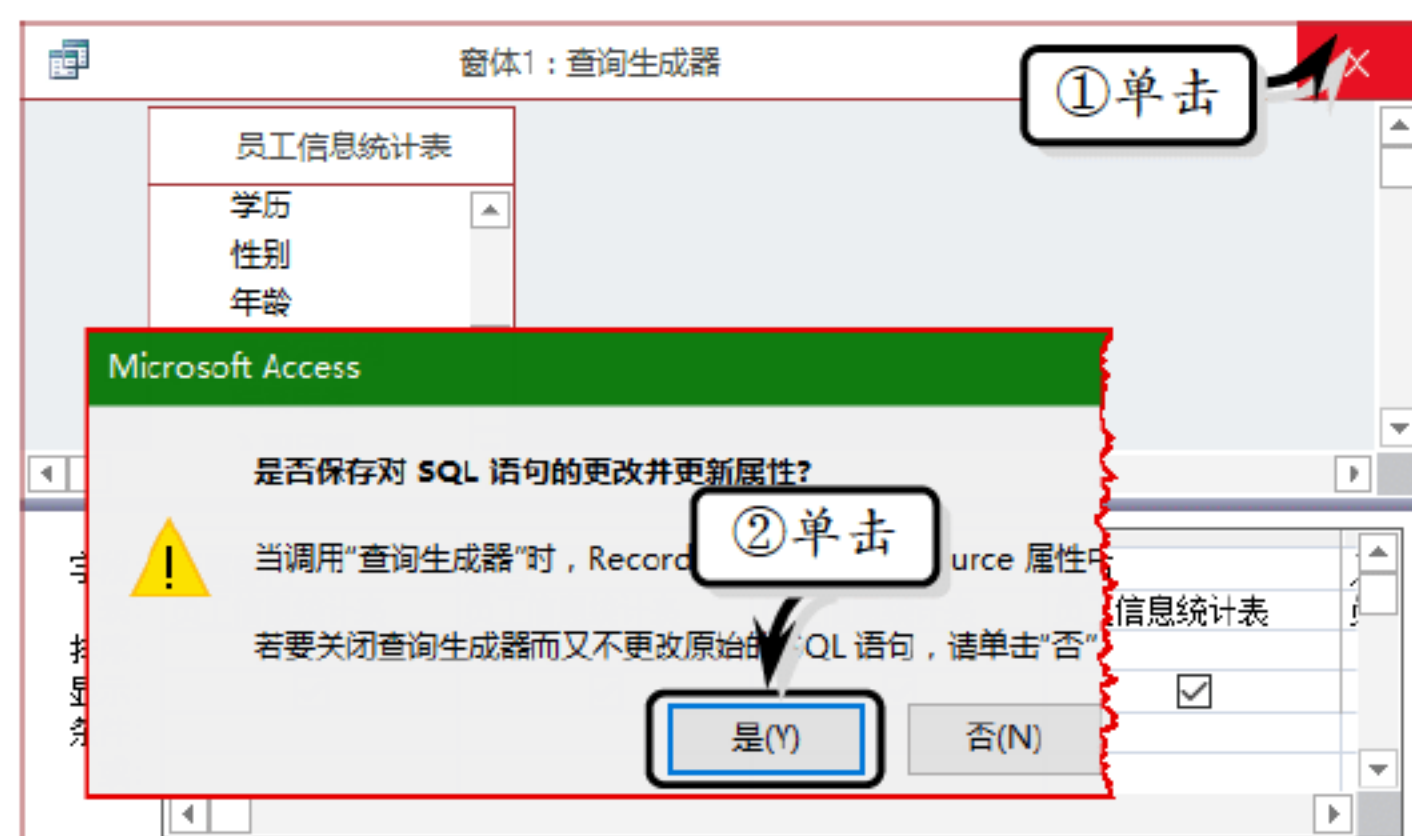 窗体1：查询生成器
①单击
员工信息统计表
学历
性别
年龄
Microsoft Access
是否保存对 SQL 语句的更改并更新属性?
②单击
当调用“查询生成器”时，Record urce 属性中
信息统计表
若要关闭查询生成器而又不更改原始的 QL 语句，请单击“否”
是(Y)
否(N)